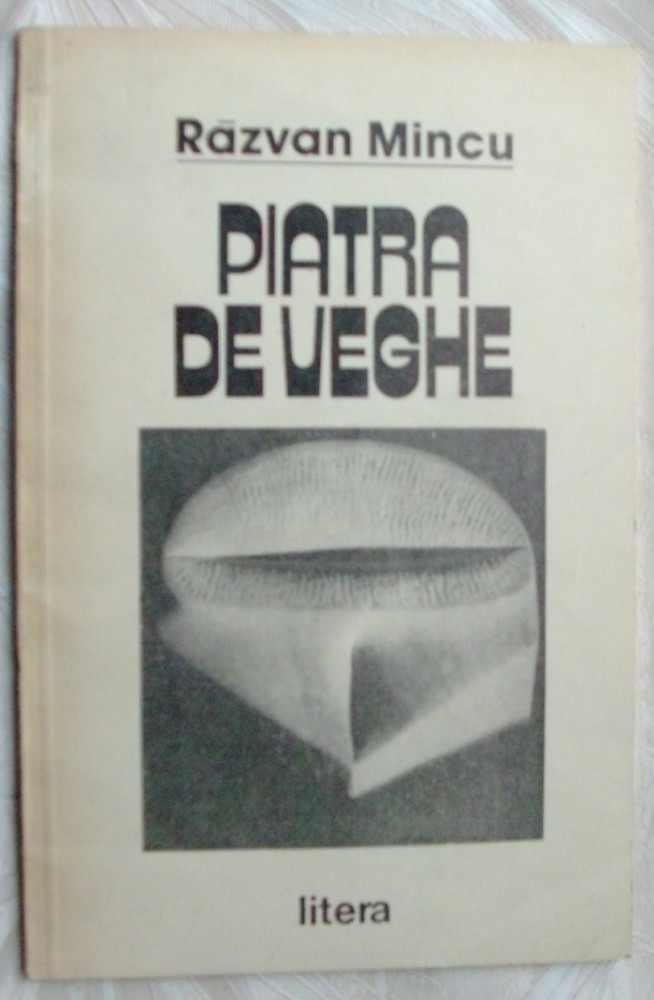 Răzvan Mincu
PIATRA
DE VEGHE
litera